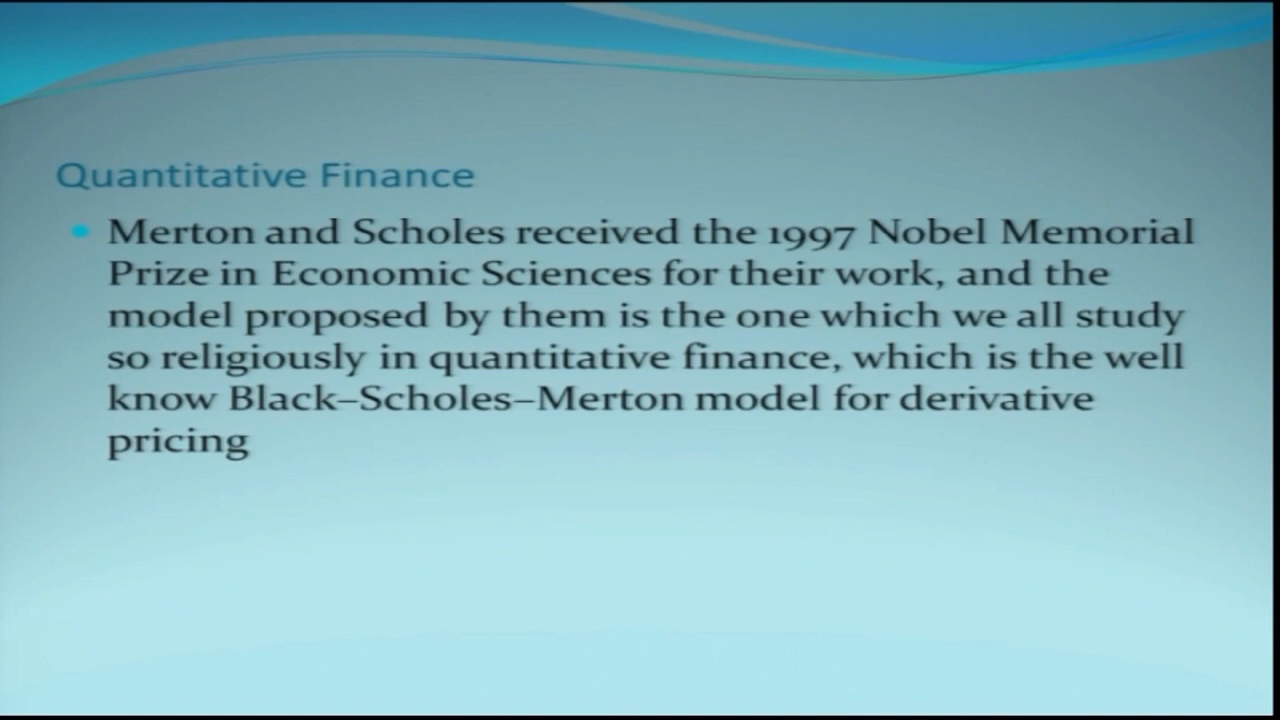 Quantitative Finance
• Merton and Scholes received the 1997 Nobel Memorial
Prize in Economic Sciences for their work, and the
model proposed by them is the one which we all study
so religiously in quantitative finance, which is the well
know Black–Scholes–Merton model for derivative
pricing